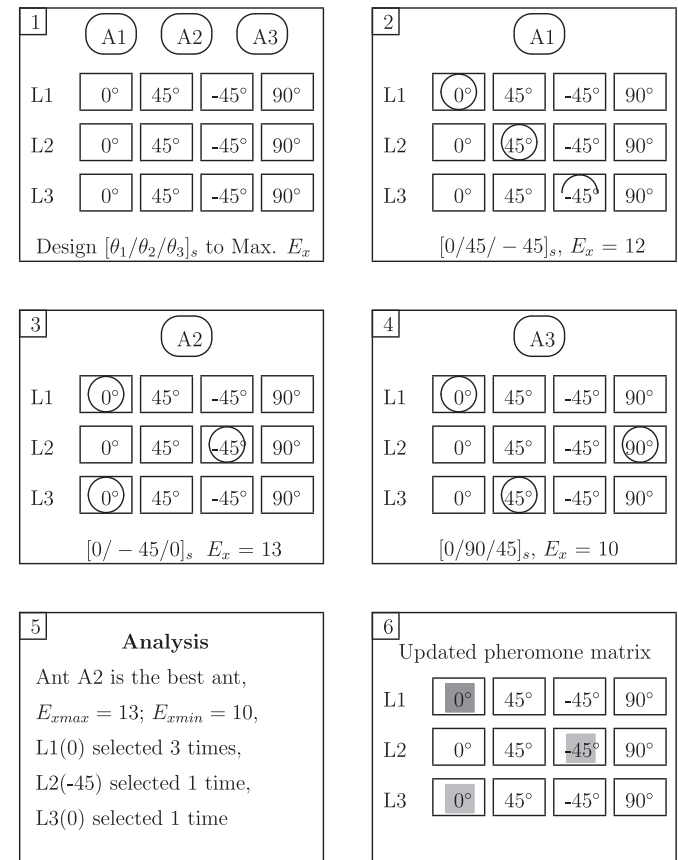 1
A1 A2 A3
L1 0° 45° -45° 90°
L2 0° 45° -45° 90°
L3 0° 45° -45° 90°
Design [θ₁/θ₂/θ₃]ₛ to Max. Eₓ
2
A1
L1 0° 45° -45° 90°
L2 0° 45° -45° 90°
L3 0° 45° -45° 90°
[0/45/ − 45]ₛ, Eₓ = 12
3
A2
L1 0° 45° -45° 90°
L2 0° 45° -45° 90°
L3 0° 45° -45° 90°
[0/ − 45/0]ₛ Eₓ = 13
4
A3
L1 0° 45° -45° 90°
L2 0° 45° -45° 90°
L3 0° 45° -45° 90°
[0/90/45]ₛ, Eₓ = 10
5
Analysis
Ant A2 is the best ant,
Eₓₘₐₓ = 13; Eₓₘᵢₙ = 10,
L1(0) selected 3 times,
L2(-45) selected 1 time,
L3(0) selected 1 time
6
Updated pheromone matrix
L1 0° 45° -45° 90°
L2 0° 45° -45° 90°
L3 0° 45° -45° 90°